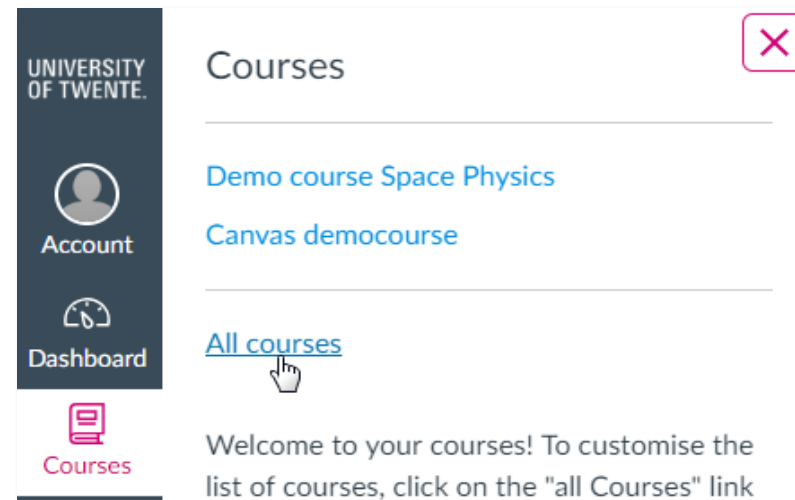 UNIVERSITY
OF TWENTE.
Account
Dashboard
Courses
Courses
Demo course Space Physics
Canvas democourse
All courses
Welcome to your courses! To customise the
list of courses, click on the "all Courses" link